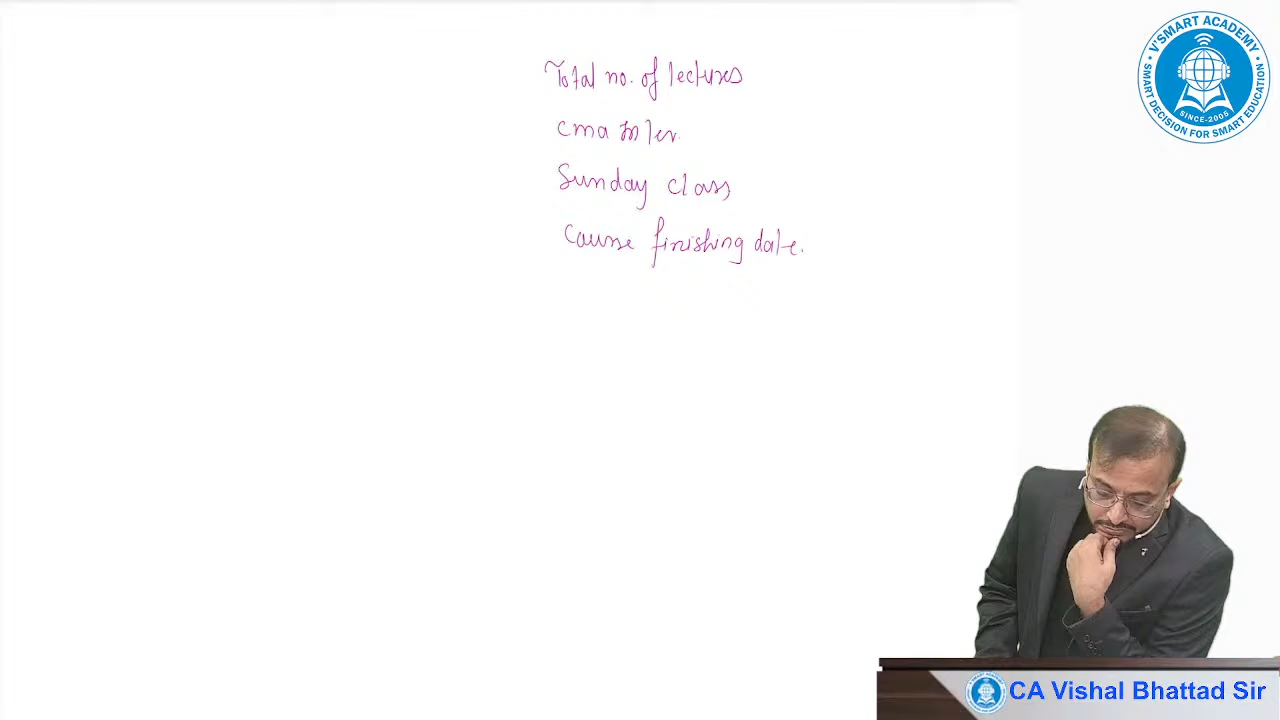 Total no. of lectures
cma Inter.
Sunday class
Course finishing date.
V'SMART ACADEMY
SMART DECISION FOR SMART EDUCATION
SINCE-2005
CA Vishal Bhattad Sir